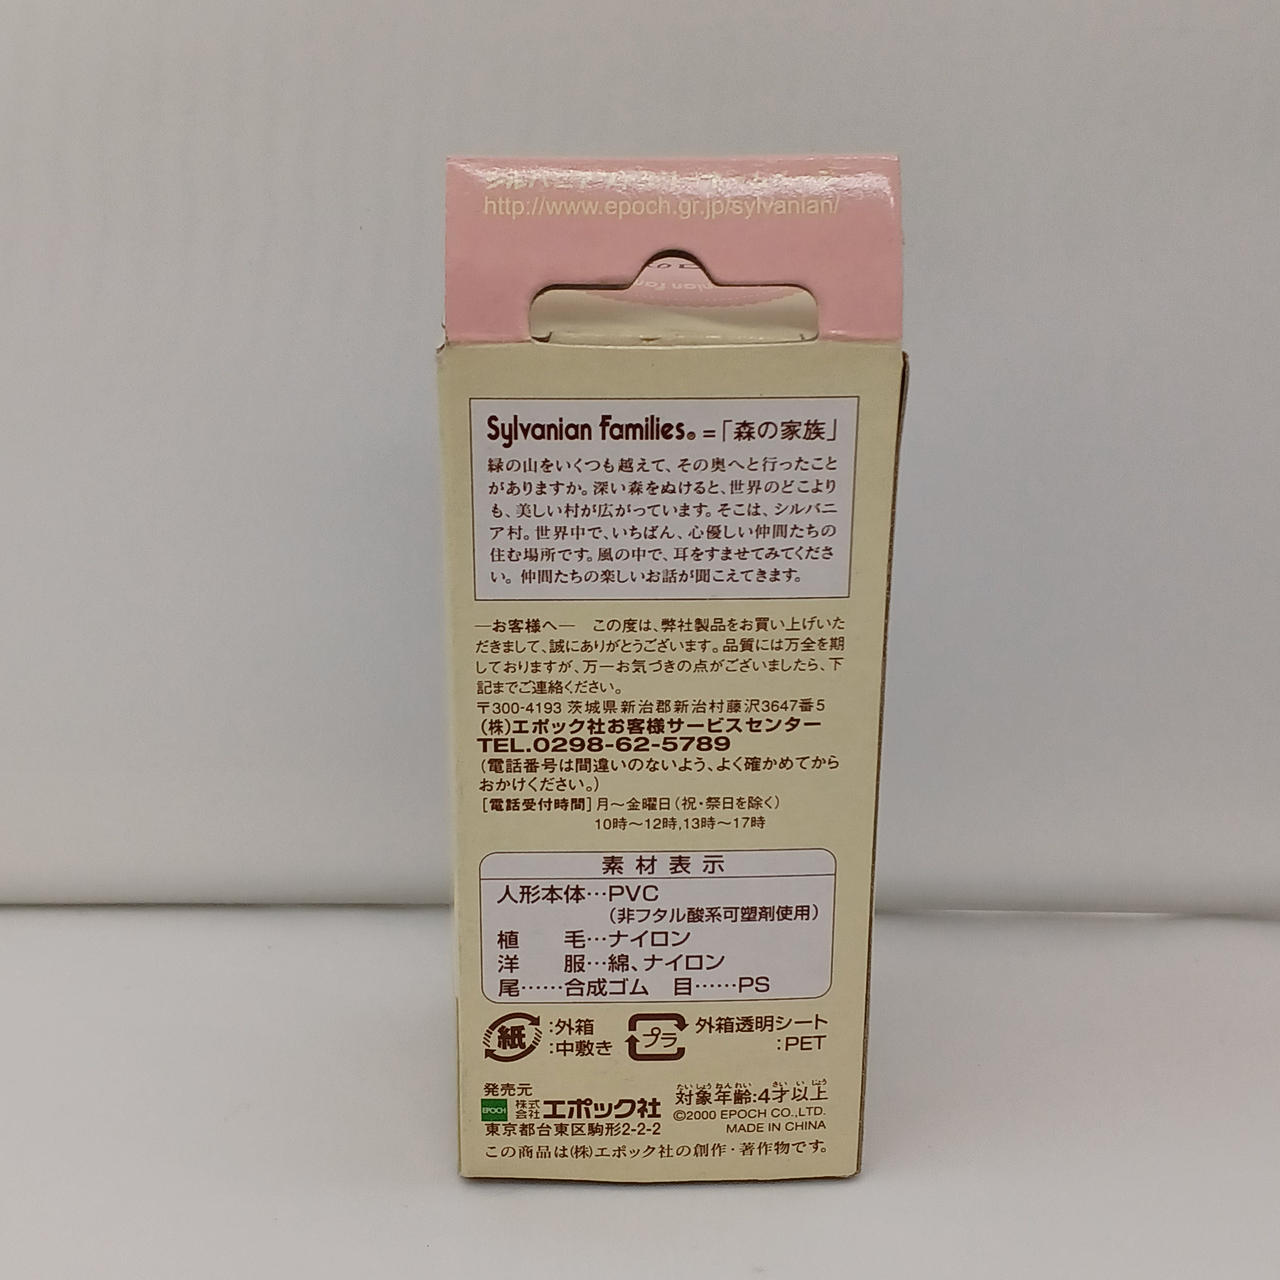 http://www.epoch.gr.jp/sylvanian/
Sylvanian Families® =「森の家族」
緑の山をいくつも越えて、その奥へと行ったこと
がありますか。深い森をぬけると、世界のどこより
も、美しい村が広がっています。そこは、シルバニ
ア村。世界中で、いちばん、心優しい仲間たちの
住む場所です。風の中で、耳をすませてみてくださ
い。仲間たちの楽しいお話が聞こえてきます。
―お客様へ― この度は、弊社製品をお買い上げいた
だきまして、誠にありがとうございます。品質には万全を期
しておりますが、万一お気づきの点がございましたら、下
記までご連絡ください。
〒300-4193 茨城県新治郡新治村藤沢3647番5
(株)エポック社お客様サービスセンター
TEL.0298-62-5789
(電話番号は間違いのないよう、よく確かめてから
おかけください。)
[電話受付時間]月～金曜日(祝・祭日を除く)
10時～12時,13時～17時
素材表示
人形本体…PVC
(非フタル酸系可塑剤使用)
植 毛…ナイロン
洋 服…綿、ナイロン
尾……合成ゴム 目……PS
紙 :外箱
:中敷き
プラ 外箱透明シート
:PET
発売元
EPOCH 株式会社エポック社
東京都台東区駒形2-2-2
たいしょうねんれい さいいじょう
対象年齢:4才以上
©2000 EPOCH CO.,LTD.
MADE IN CHINA
この商品は(株)エポック社の創作・著作物です。